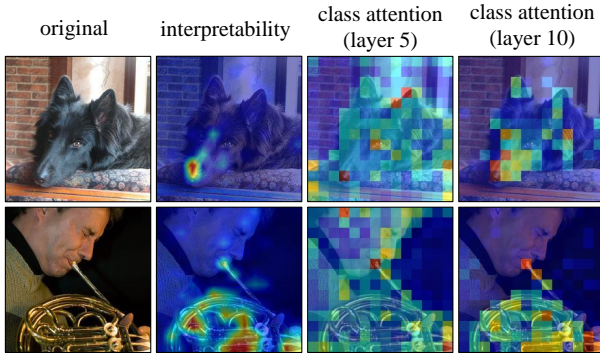 original
interpretability
class attention
(layer 5)
class attention
(layer 10)